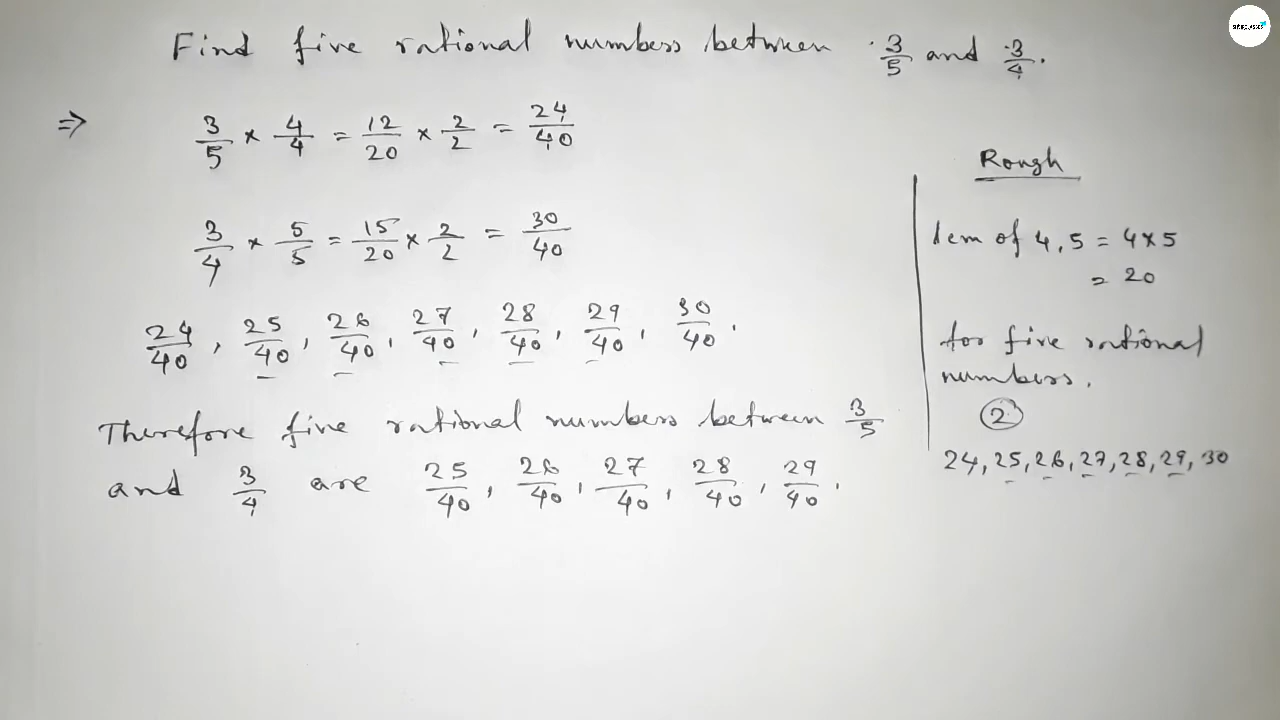 Find five rational numbers between 3/5 and 3/4.
⇒ 3/5 × 4/4 = 12/20 × 2/2 = 24/40
3/4 × 5/5 = 15/20 × 2/2 = 30/40
24/40, 25/40, 26/40, 27/40, 28/40, 29/40, 30/40.
Therefore five rational numbers between 3/5
and 3/4 are 25/40, 26/40, 27/40, 28/40, 29/40.
Rough
lcm of 4,5 = 4×5
= 20
for five rational
numbers.
2
24, 25, 26, 27, 28, 29, 30